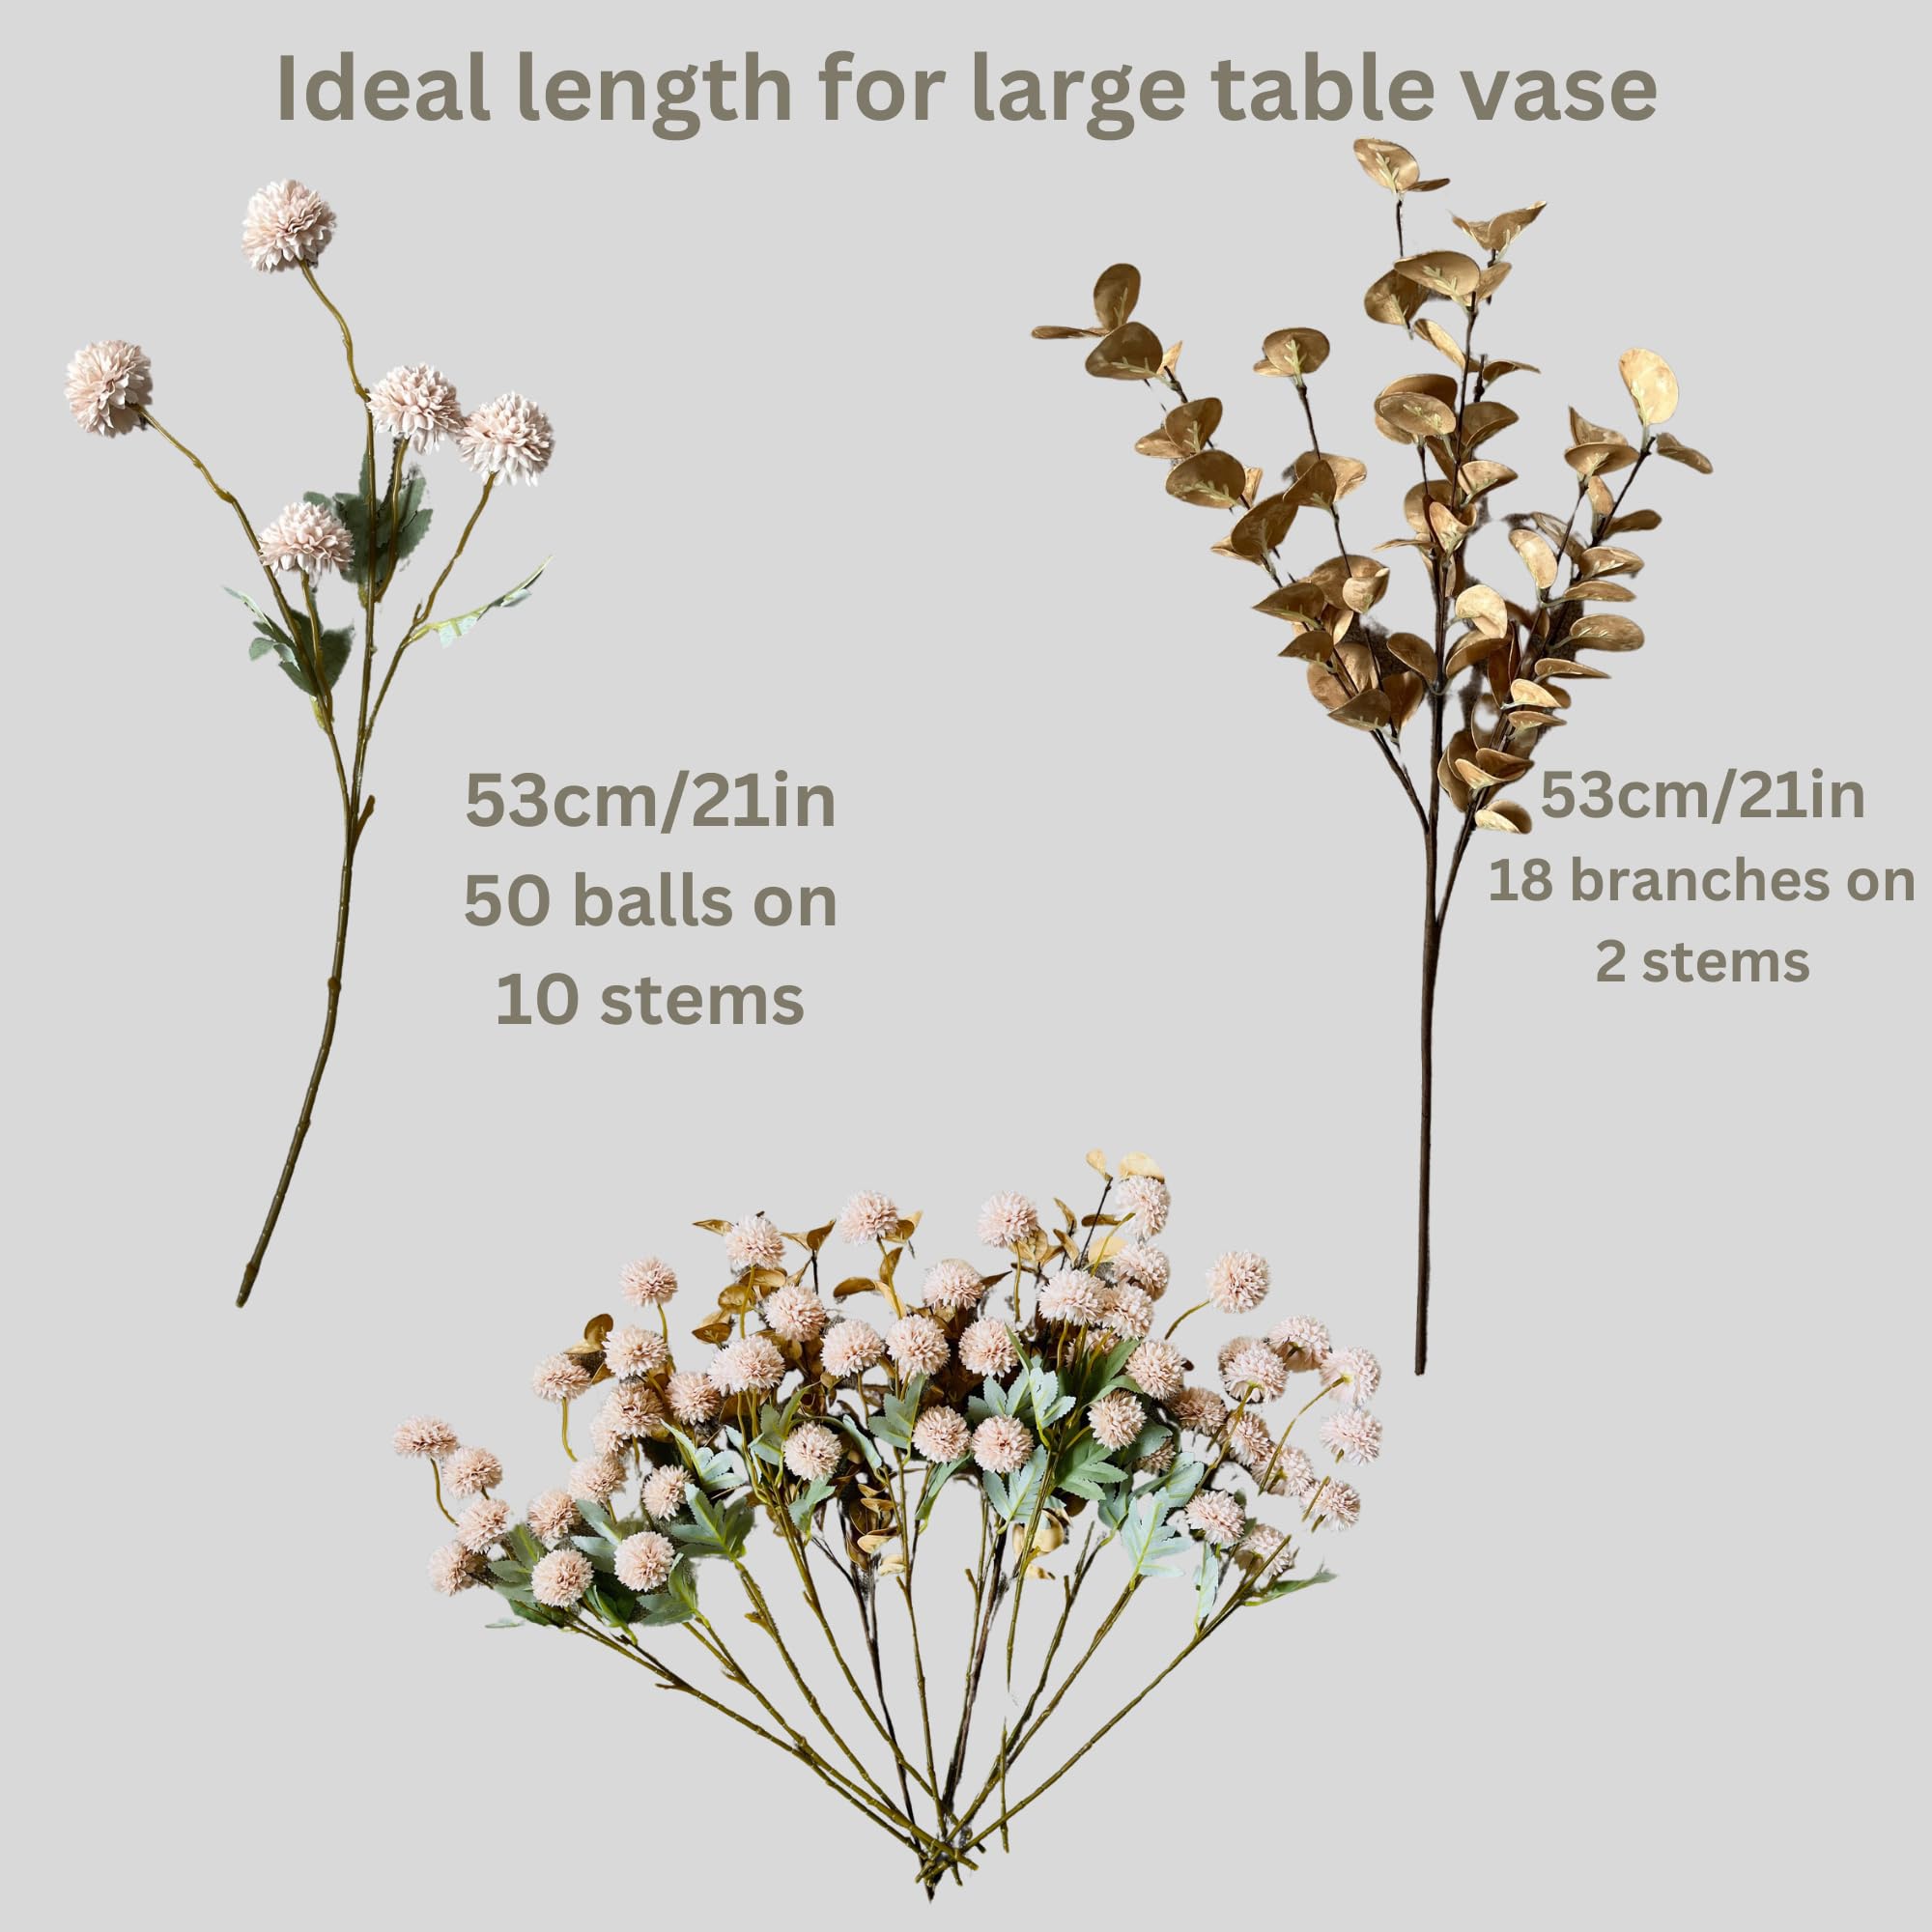 Ideal length for large table vase
53cm/21in
50 balls on
10 stems
53cm/21in
18 branches on
2 stems